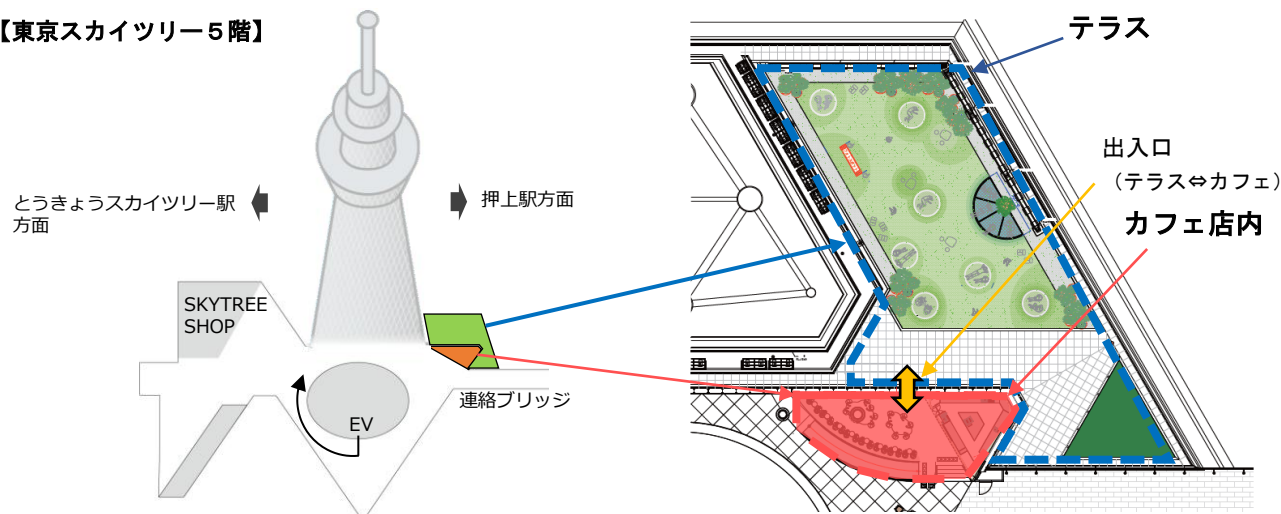 【東京スカイツリー５階】
とうきょうスカイツリー駅
方面
押上駅方面
SKYTREE
SHOP
EV
連絡ブリッジ
テラス
出入口
（テラス⇔カフェ）
カフェ店内